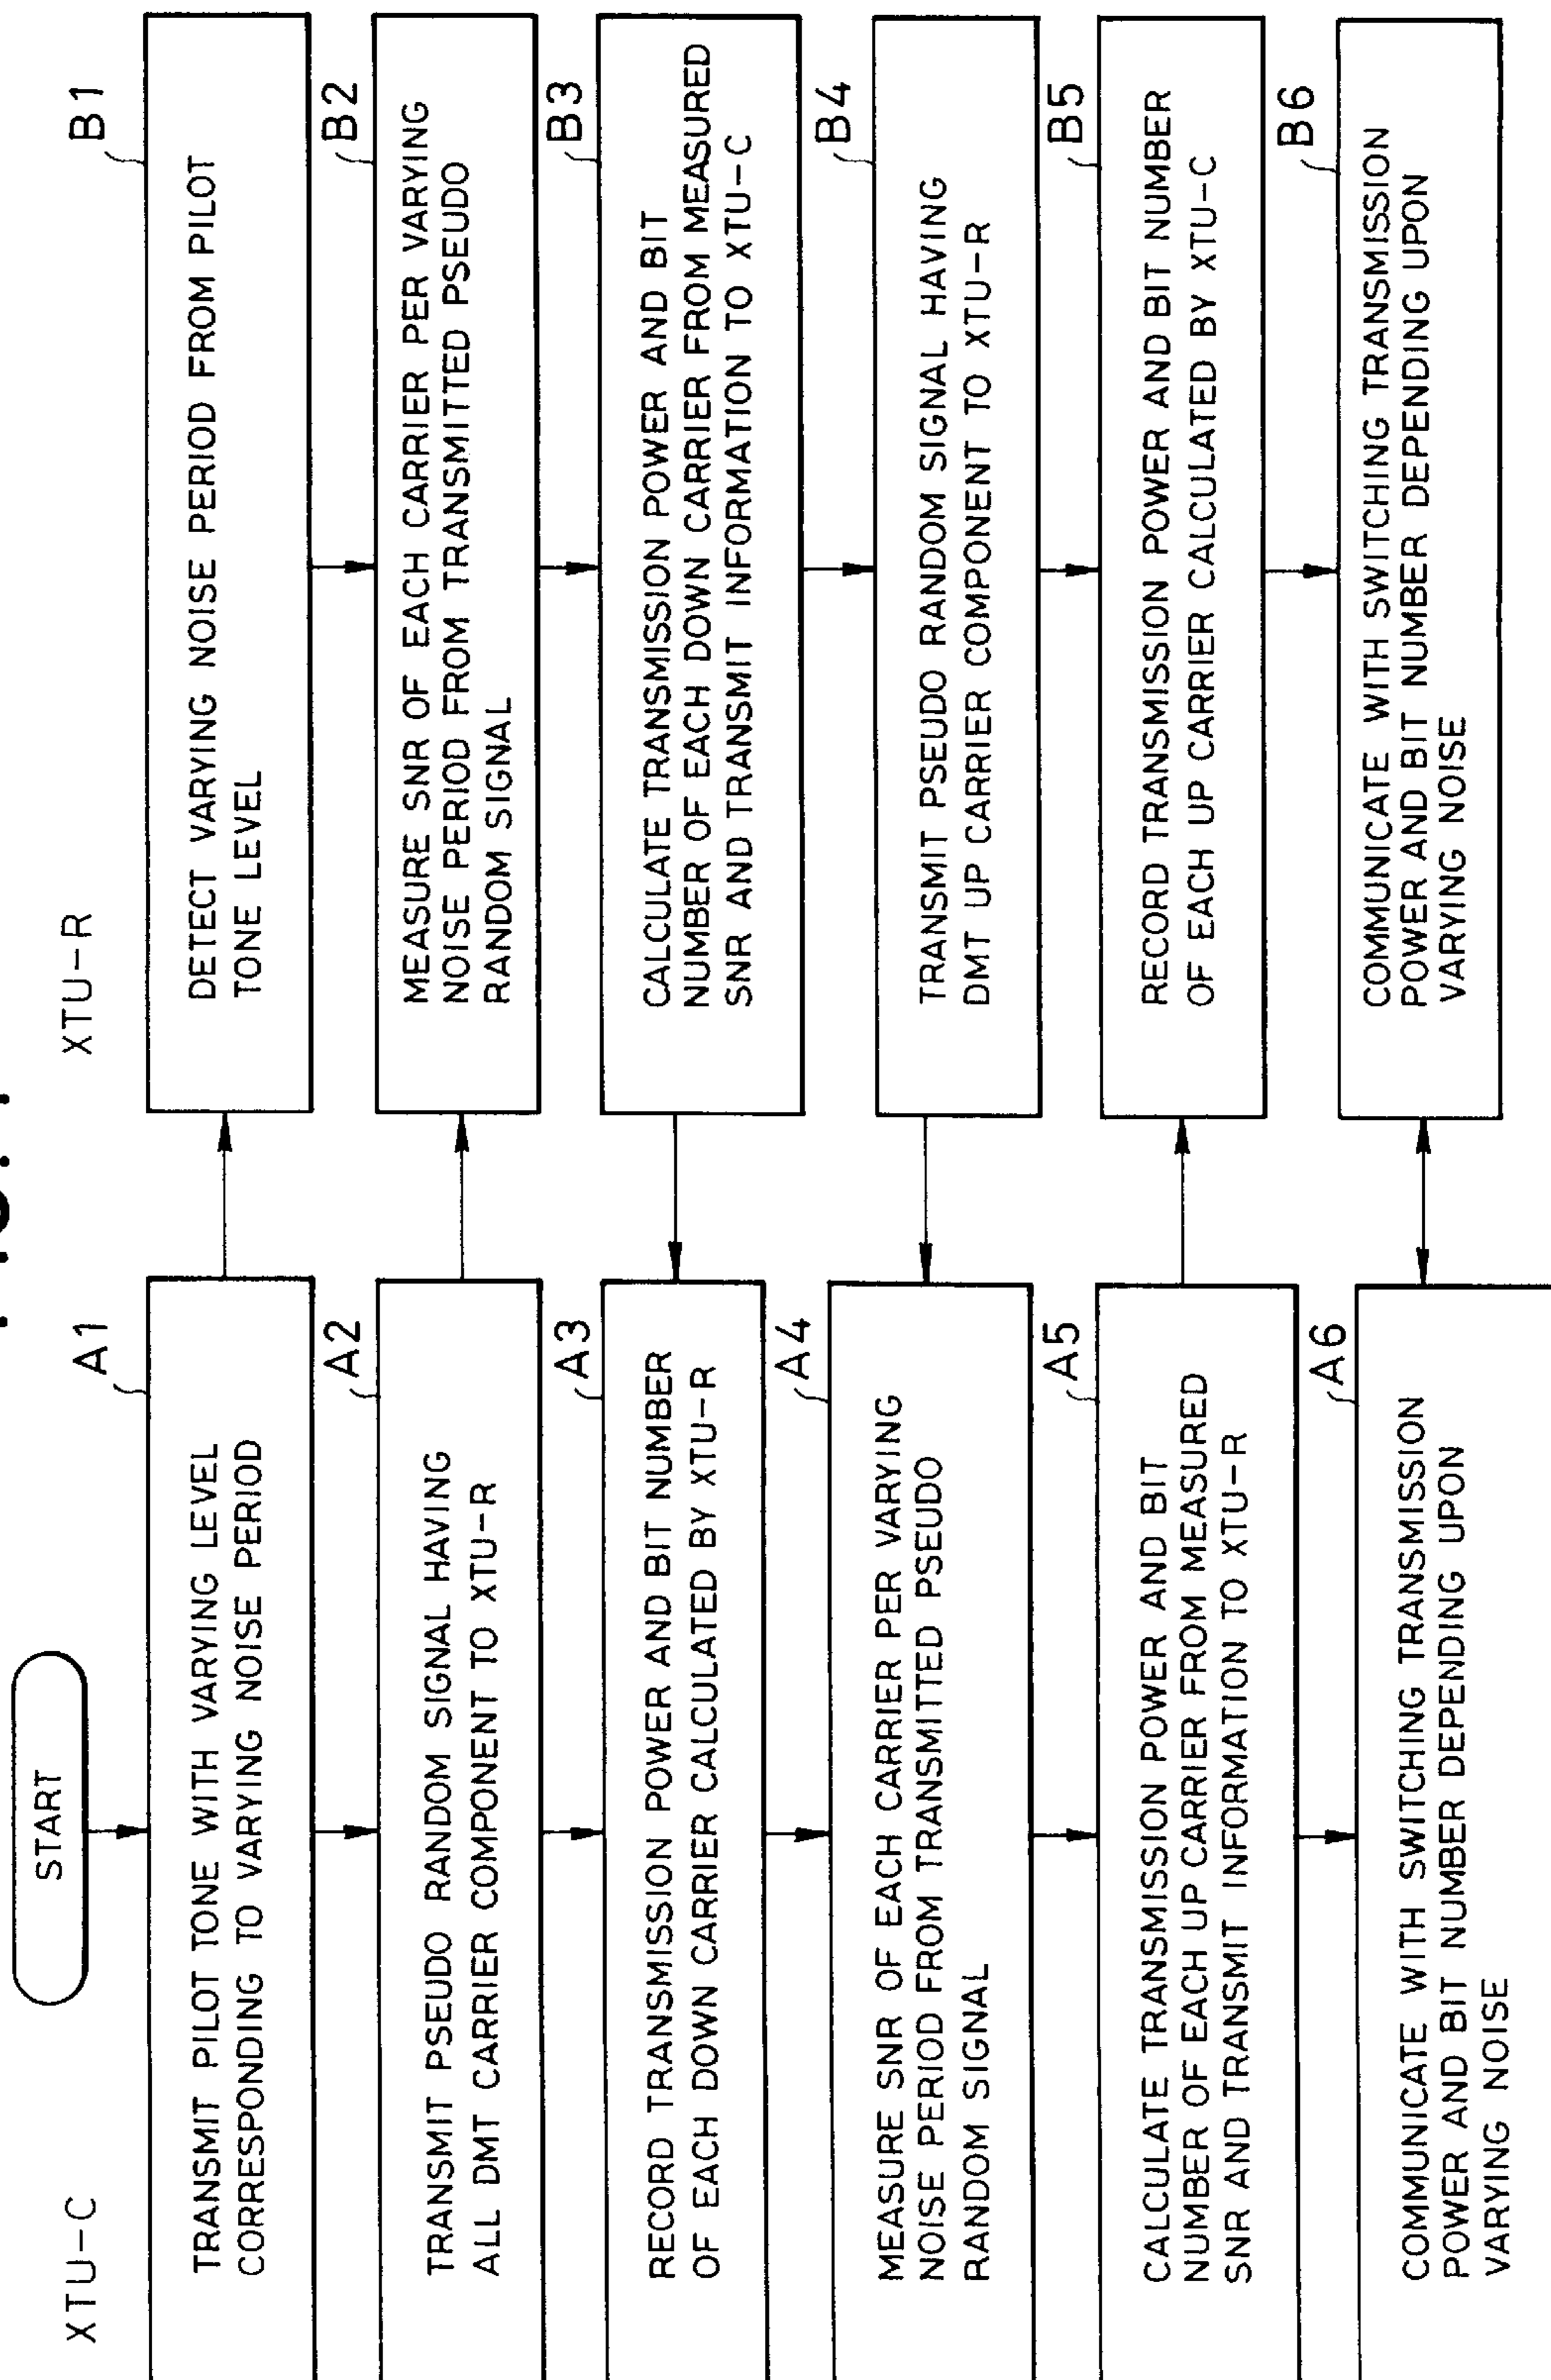 START
XTU-C
A1
TRANSMIT PILOT TONE WITH VARYING LEVEL
CORRESPONDING TO VARYING NOISE PERIOD
A2
TRANSMIT PSEUDO RANDOM SIGNAL HAVING
ALL DMT CARRIER COMPONENT TO XTU-R
A3
RECORD TRANSMISSION POWER AND BIT NUMBER
OF EACH DOWN CARRIER CALCULATED BY XTU-R
A4
MEASURE SNR OF EACH CARRIER PER VARYING
NOISE PERIOD FROM TRANSMITTED PSEUDO
RANDOM SIGNAL
A5
CALCULATE TRANSMISSION POWER AND BIT
NUMBER OF EACH UP CARRIER FROM MEASURED
SNR AND TRANSMIT INFORMATION TO XTU-R
A6
COMMUNICATE WITH SWITCHING TRANSMISSION
POWER AND BIT NUMBER DEPENDING UPON
VARYING NOISE
XTU-R
B1
DETECT VARYING NOISE PERIOD FROM PILOT
TONE LEVEL
B2
MEASURE SNR OF EACH CARRIER PER VARYING
NOISE PERIOD FROM TRANSMITTED PSEUDO
RANDOM SIGNAL
B3
CALCULATE TRANSMISSION POWER AND BIT
NUMBER OF EACH DOWN CARRIER FROM MEASURED
SNR AND TRANSMIT INFORMATION TO XTU-C
B4
TRANSMIT PSEUDO RANDOM SIGNAL HAVING
DMT UP CARRIER COMPONENT TO XTU-R
B5
RECORD TRANSMISSION POWER AND BIT NUMBER
OF EACH UP CARRIER CALCULATED BY XTU-C
B6
COMMUNICATE WITH SWITCHING TRANSMISSION
POWER AND BIT NUMBER DEPENDING UPON
VARYING NOISE